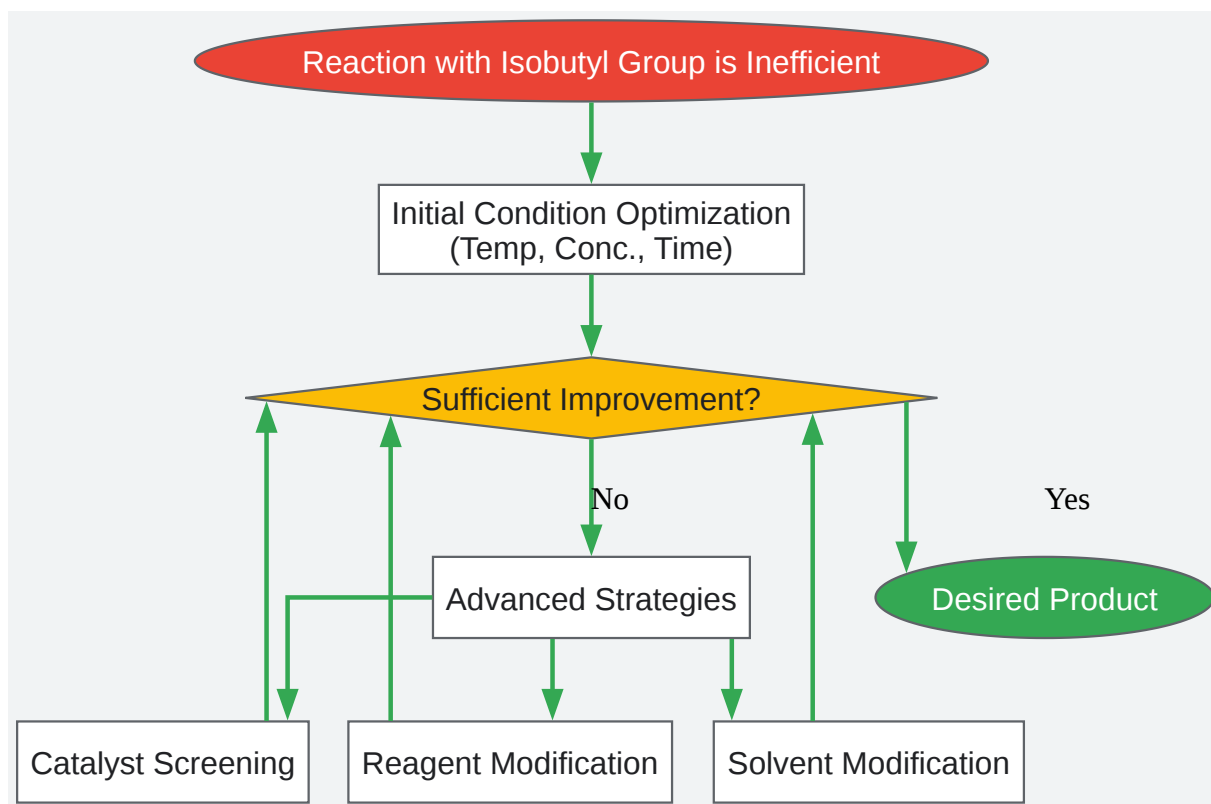 Reaction with Isobutyl Group is Inefficient
Initial Condition Optimization
(Temp, Conc., Time)
Sufficient Improvement?
No
Yes
Advanced Strategies
Desired Product
Catalyst Screening
Reagent Modification
Solvent Modification